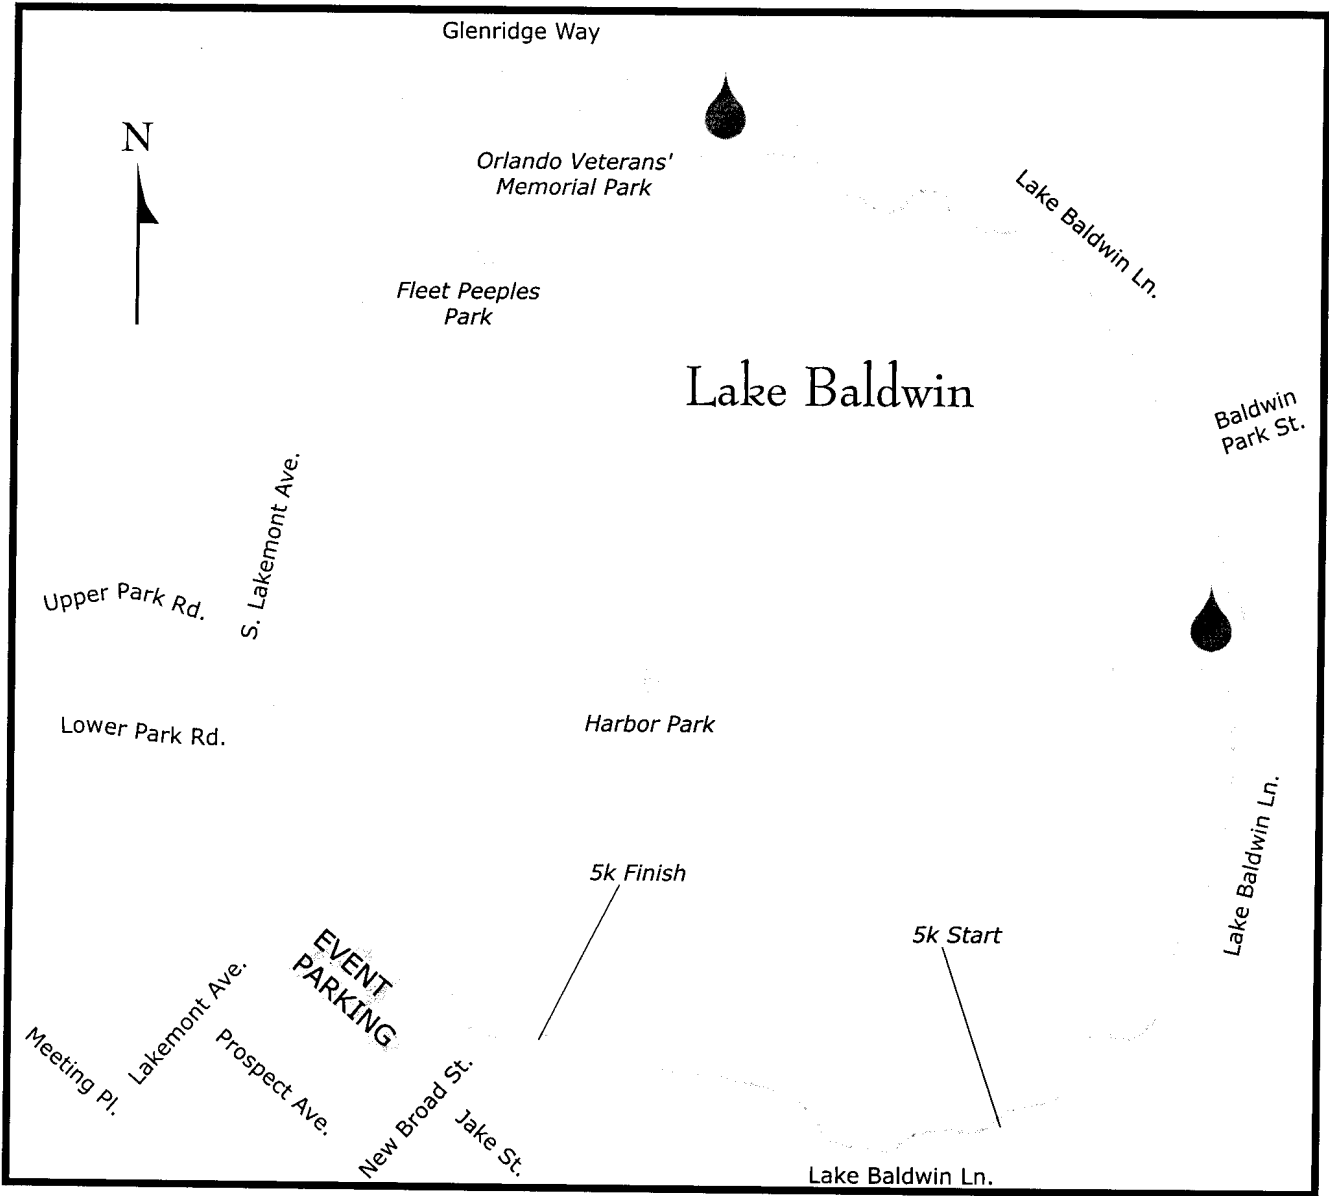 Glenridge Way
N
Orlando Veterans'
Memorial Park
Lake Baldwin Ln.
Fleet Peeples
Park
Lake Baldwin
Baldwin
Park St.
S. Lakemont Ave.
Upper Park Rd.
Lower Park Rd.
Harbor Park
Lake Baldwin Ln.
5k Finish
5k Start
EVENT
PARKING
Lakemont Ave.
Meeting Pl.
Prospect Ave.
New Broad St.
Jake St.
Lake Baldwin Ln.